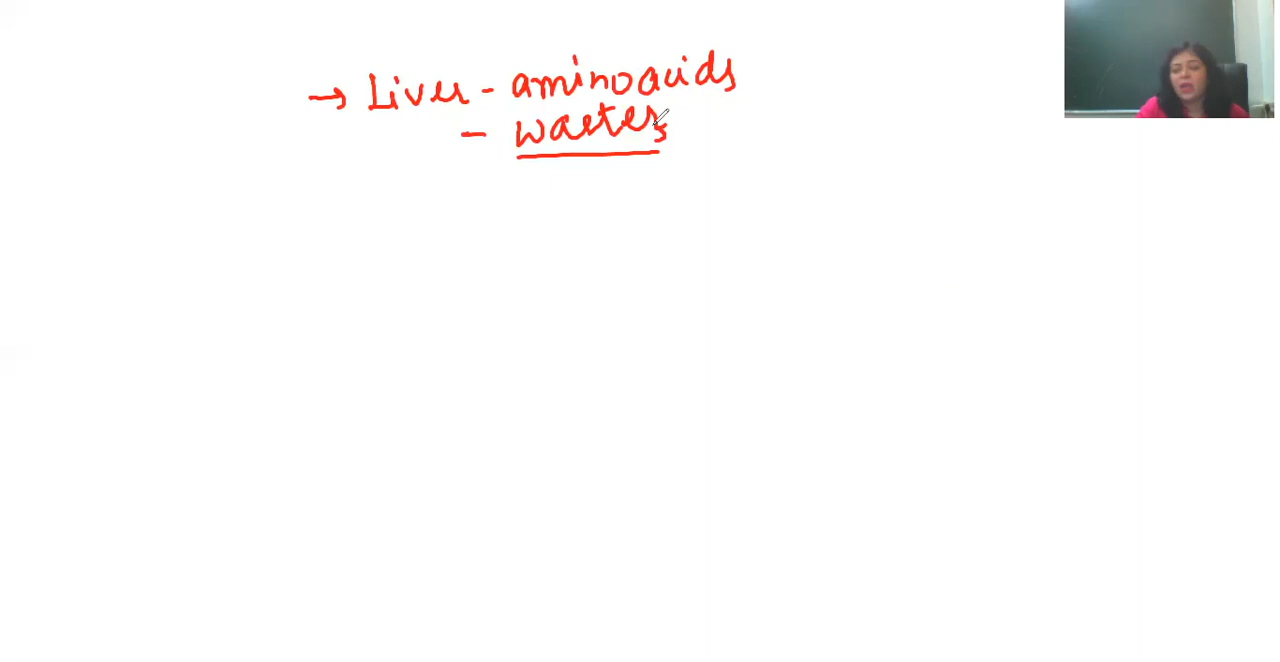 → Liver - aminoacids
- wastes